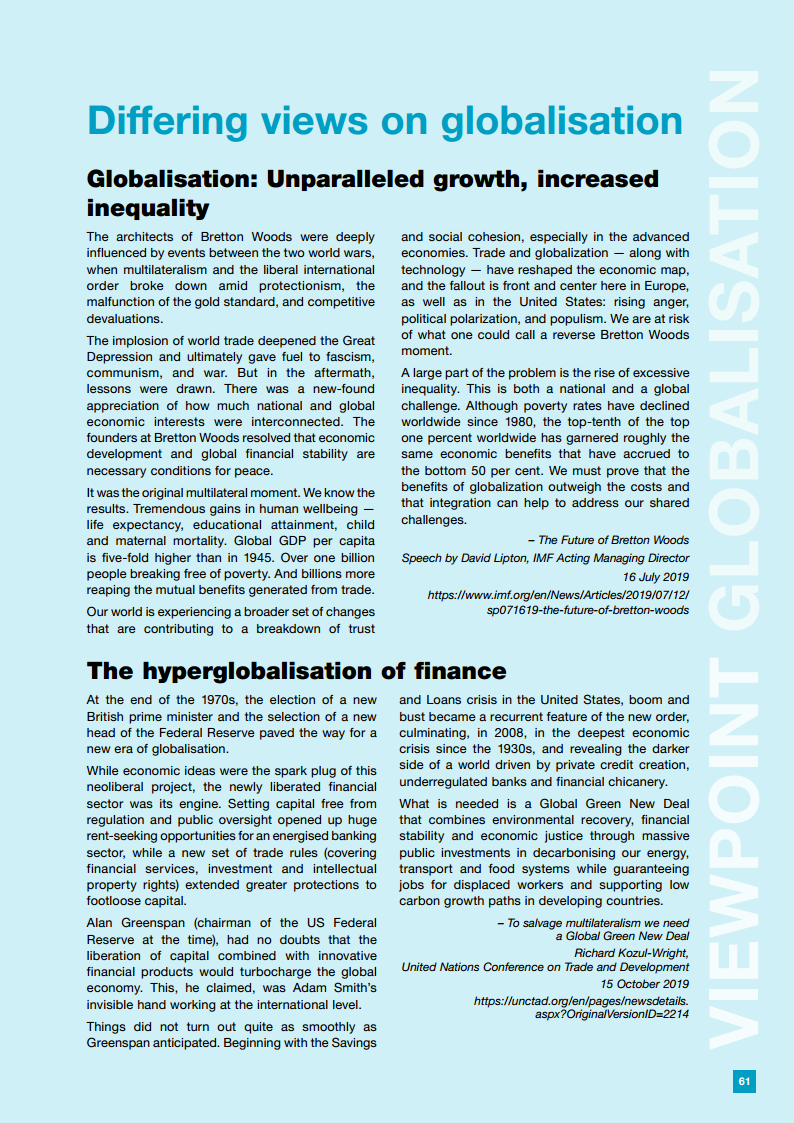 Differing views on globalisation
Globalisation: Unparalleled growth, increased
inequality
The architects of Bretton Woods were deeply
influenced by events between the two world wars,
when multilateralism and the liberal international
order broke down amid protectionism, the
malfunction of the gold standard, and competitive
devaluations.
The implosion of world trade deepened the Great
Depression and ultimately gave fuel to fascism,
communism, and war. But in the aftermath,
lessons were drawn. There was a new-found
appreciation of how much national and global
economic interests were interconnected. The
founders at Bretton Woods resolved that economic
development and global financial stability are
necessary conditions for peace.
It was the original multilateral moment. We know the
results. Tremendous gains in human wellbeing —
life expectancy, educational attainment, child
and maternal mortality. Global GDP per capita
is five-fold higher than in 1945. Over one billion
people breaking free of poverty. And billions more
reaping the mutual benefits generated from trade.
Our world is experiencing a broader set of changes
that are contributing to a breakdown of trust
and social cohesion, especially in the advanced
economies. Trade and globalization — along with
technology — have reshaped the economic map,
and the fallout is front and center here in Europe,
as well as in the United States: rising anger,
political polarization, and populism. We are at risk
of what one could call a reverse Bretton Woods
moment.
A large part of the problem is the rise of excessive
inequality. This is both a national and a global
challenge. Although poverty rates have declined
worldwide since 1980, the top-tenth of the top
one percent worldwide has garnered roughly the
same economic benefits that have accrued to
the bottom 50 per cent. We must prove that the
benefits of globalization outweigh the costs and
that integration can help to address our shared
challenges.
– The Future of Bretton Woods
Speech by David Lipton, IMF Acting Managing Director
16 July 2019
https://www.imf.org/en/News/Articles/2019/07/12/
sp071619-the-future-of-bretton-woods
The hyperglobalisation of finance
At the end of the 1970s, the election of a new
British prime minister and the selection of a new
head of the Federal Reserve paved the way for a
new era of globalisation.
While economic ideas were the spark plug of this
neoliberal project, the newly liberated financial
sector was its engine. Setting capital free from
regulation and public oversight opened up huge
rent-seeking opportunities for an energised banking
sector, while a new set of trade rules (covering
financial services, investment and intellectual
property rights) extended greater protections to
footloose capital.
Alan Greenspan (chairman of the US Federal
Reserve at the time), had no doubts that the
liberation of capital combined with innovative
financial products would turbocharge the global
economy. This, he claimed, was Adam Smith's
invisible hand working at the international level.
Things did not turn out quite as smoothly as
Greenspan anticipated. Beginning with the Savings
and Loans crisis in the United States, boom and
bust became a recurrent feature of the new order,
culminating, in 2008, in the deepest economic
crisis since the 1930s, and revealing the darker
side of a world driven by private credit creation,
underregulated banks and financial chicanery.
What is needed is a Global Green New Deal
that combines environmental recovery, financial
stability and economic justice through massive
public investments in decarbonising our energy,
transport and food systems while guaranteeing
jobs for displaced workers and supporting low
carbon growth paths in developing countries.
– To salvage multilateralism we need
a Global Green New Deal
Richard Kozul-Wright,
United Nations Conference on Trade and Development
15 October 2019
https://unctad.org/en/pages/newsdetails.
aspx?OriginalVersionID=2214
VIEWPOINT GLOBALISATION
61